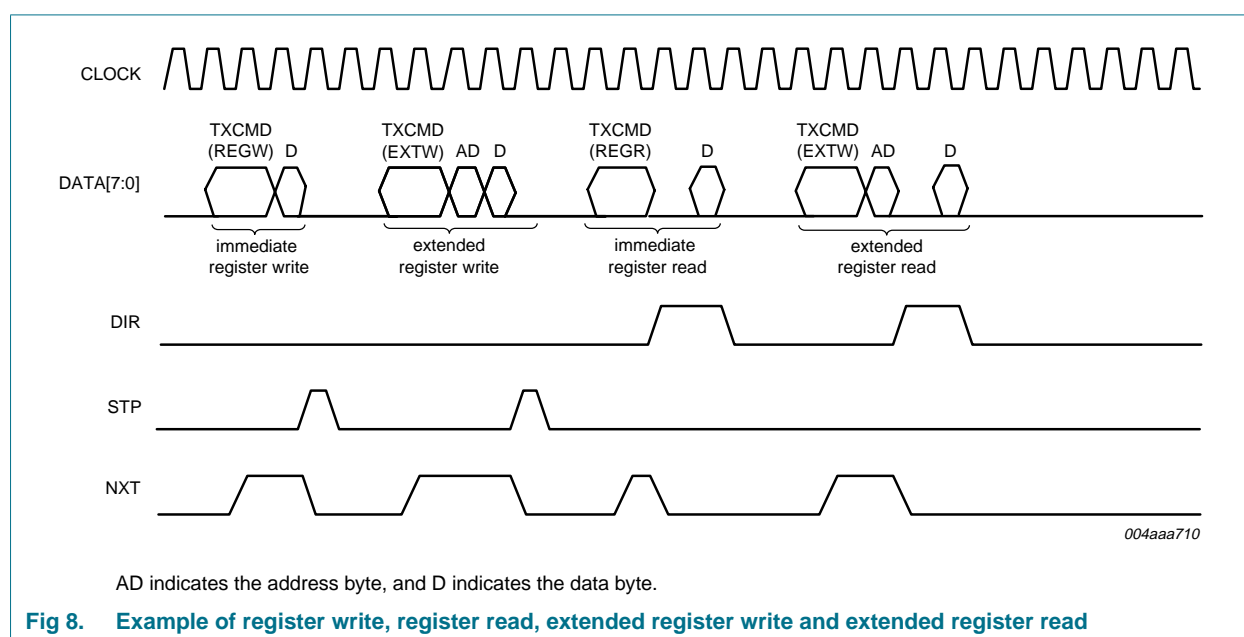 CLOCK
TXCMD
(REGW) D
TXCMD
(EXTW) AD D
TXCMD
(REGR) D
TXCMD
(EXTW) AD D
DATA[7:0]
immediate
register write
extended
register write
immediate
register read
extended
register read
DIR
STP
NXT
004aaa710
AD indicates the address byte, and D indicates the data byte.
Fig 8. Example of register write, register read, extended register write and extended register read